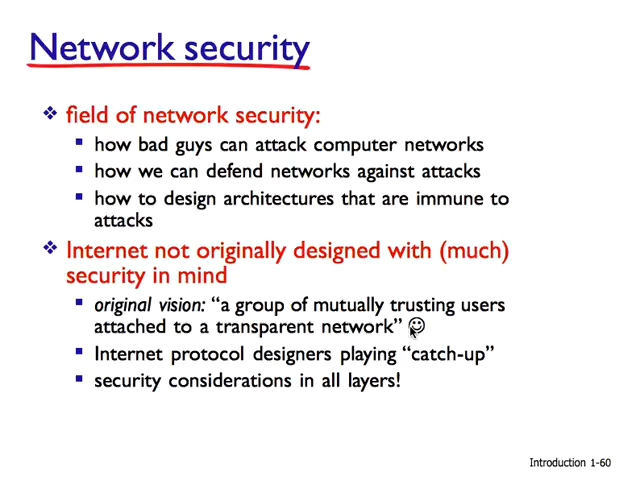 Network security
field of network security:
how bad guys can attack computer networks
how we can defend networks against attacks
how to design architectures that are immune to
attacks
Internet not originally designed with (much)
security in mind
original vision: “a group of mutually trusting users
attached to a transparent network” ☺
Internet protocol designers playing “catch-up”
security considerations in all layers!
Introduction 1-60